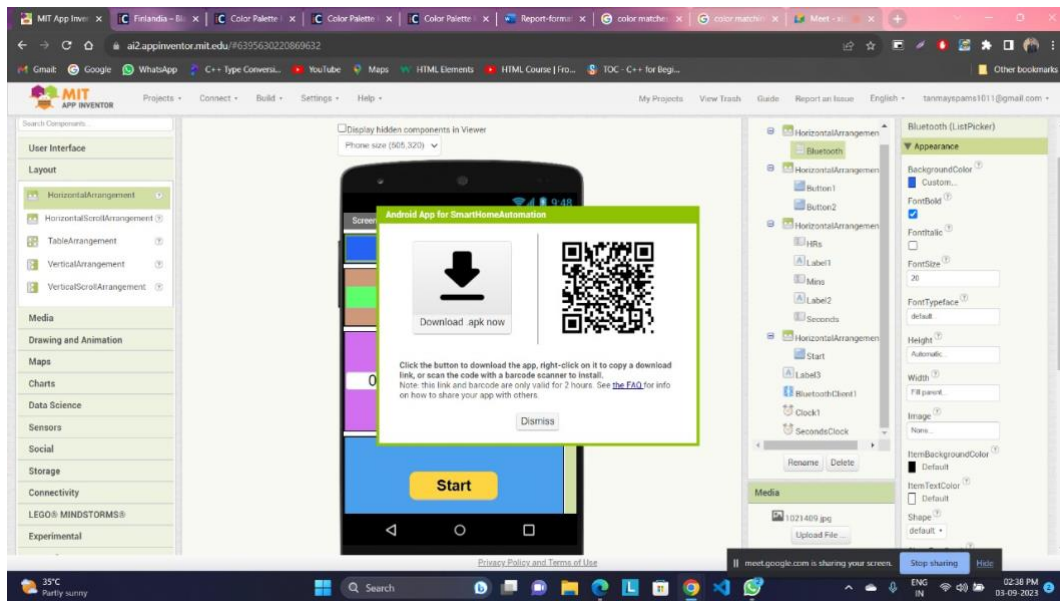 MIT App Inver
Finlandia – Bla
Color Palette
Color Palette
Color Palette
Report-format
color matche
color matchin
Meet -
ai2.appinventor.mit.edu/#6395630220869632
Gmail
Google
WhatsApp
C++ Type Conversi...
YouTube
Maps
HTML Elements
HTML Course | Fro...
TOC - C++ for Begi...
Other bookmarks
MIT
APP INVENTOR
Projects
Connect
Build
Settings
Help
My Projects
View Trash
Guide
Report an Issue
English
tanmayspams1011@gmail.com
Search Components...
User Interface
Layout
HorizontalArrangement
HorizontalScrollArrangement
TableArrangement
VerticalArrangement
VerticalScrollArrangement
Media
Drawing and Animation
Maps
Charts
Data Science
Sensors
Social
Storage
Connectivity
LEGO® MINDSTORMS®
Experimental
Display hidden components in Viewer
Phone size (505,320)
9:48
Screen
Android App for SmartHomeAutomation
Download .apk now
Click the button to download the app, right-click on it to copy a download
link, or scan the code with a barcode scanner to install.
Note: this link and barcode are only valid for 2 hours. See the FAQ for info
on how to share your app with others.
Dismiss
0
Start
HorizontalArrangemen
Bluetooth
HorizontalArrangemen
Button1
Button2
HorizontalArrangemen
HRs
Label1
Mins
Label2
Seconds
HorizontalArrangemen
Start
Label3
BluetoothClient1
Clock1
SecondsClock
Rename
Delete
Media
1021409.jpg
Upload File ...
Bluetooth (ListPicker)
Appearance
BackgroundColor
Custom...
FontBold
FontItalic
FontSize
20
FontTypeface
default
Height
Automatic...
Width
Fill parent...
Image
None...
ItemBackgroundColor
Default
ItemTextColor
Default
Shape
default
Privacy Policy and Terms of Use
meet.google.com is sharing your screen.
Stop sharing
Hide
35°C
Partly sunny
Search
ENG
IN
02:38 PM
03-09-2023